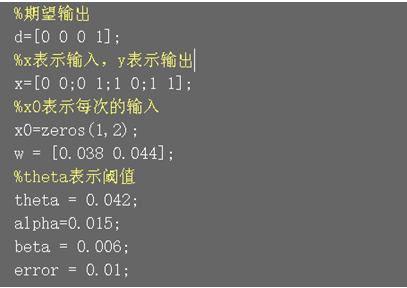 %期望输出
d=[0 0 0 1];
%x表示输入，y表示输出
x=[0 0;0 1;1 0;1 1];
%x0表示每次的输入
x0=zeros(1,2);
w = [0.038 0.044];
%theta表示阈值
theta = 0.042;
alpha=0.015;
beta = 0.006;
error = 0.01;